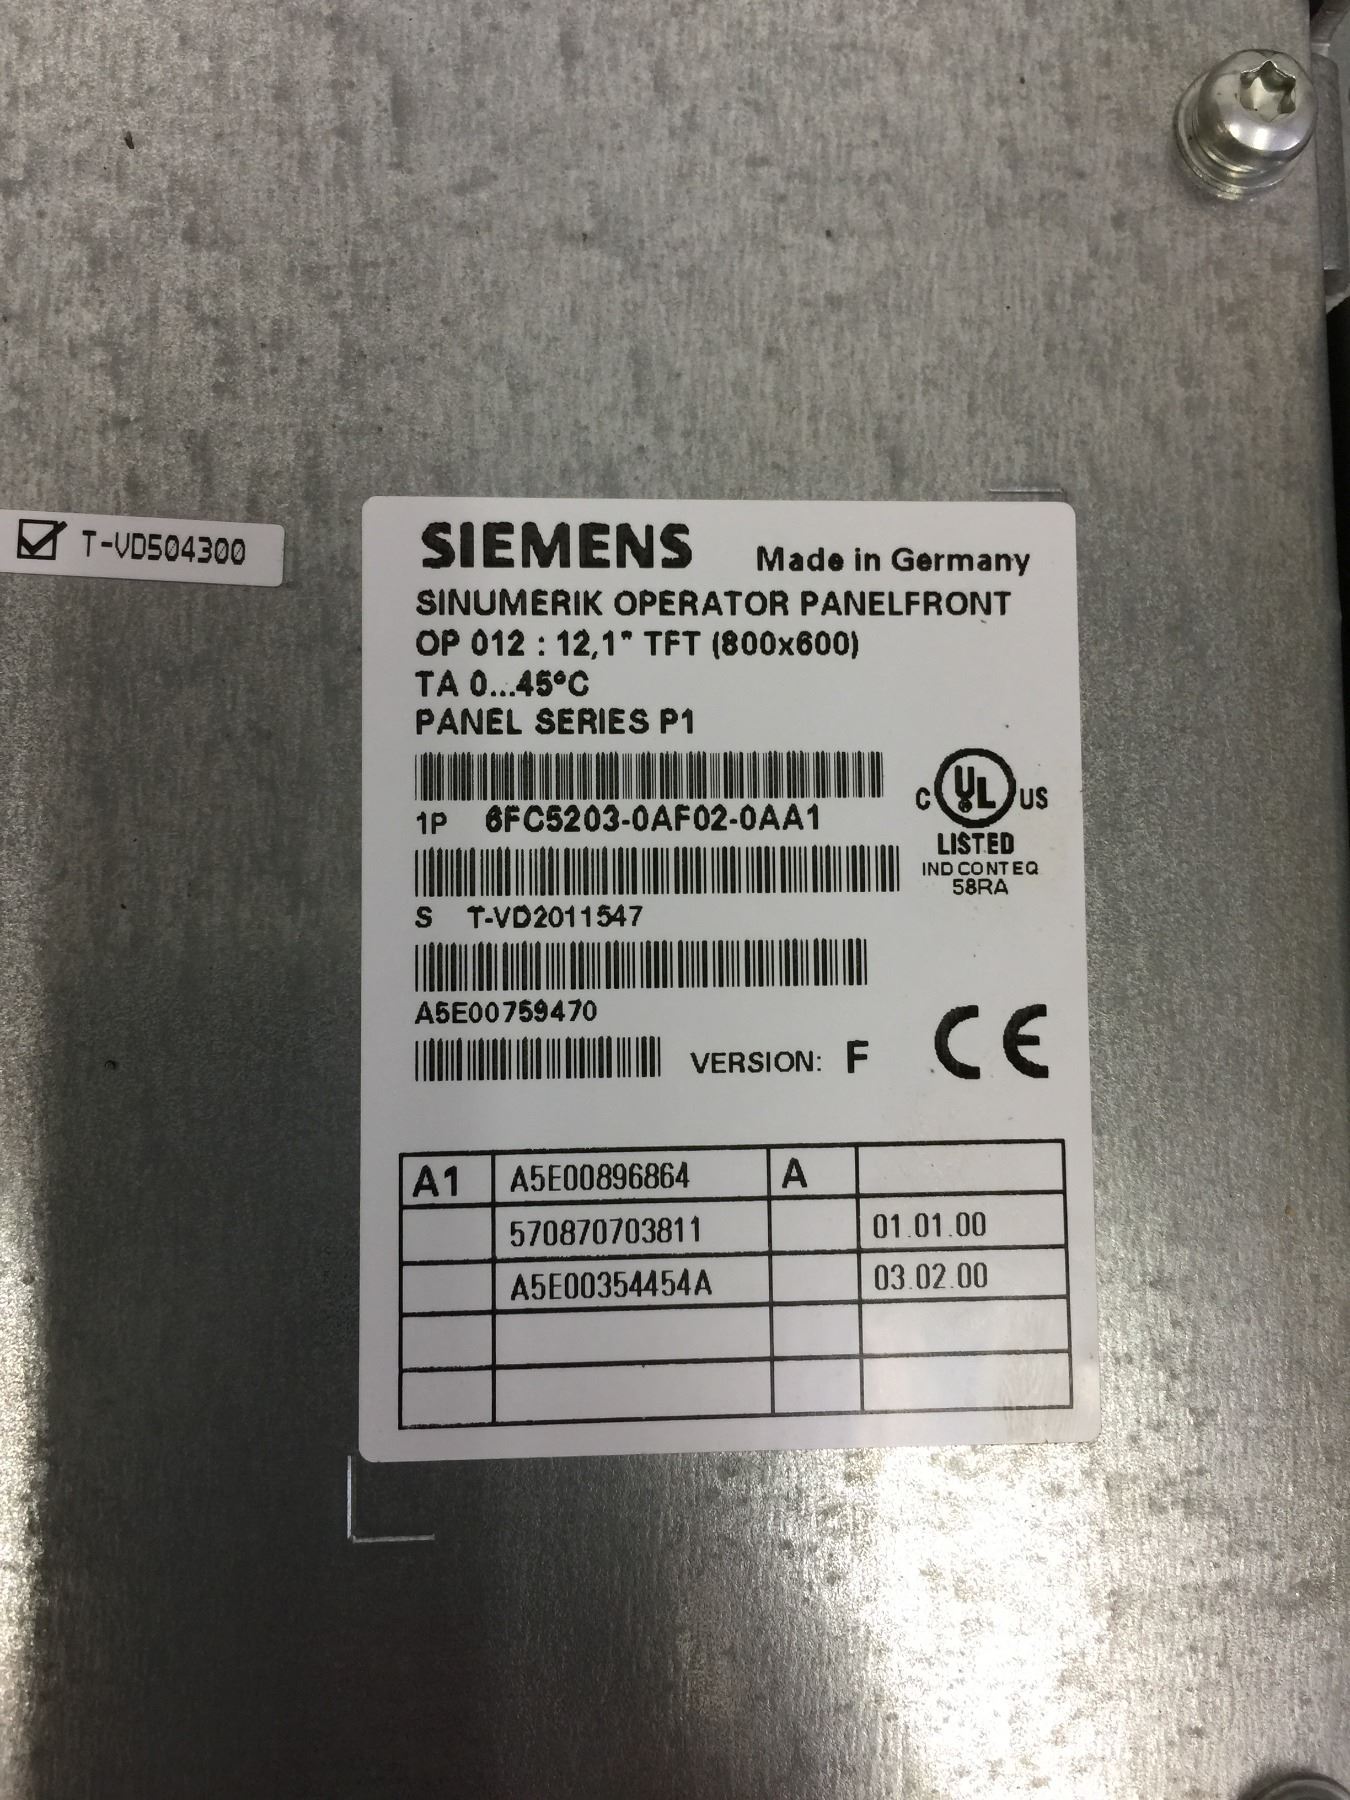 T-VD504300
SIEMENS Made in Germany
SINUMERIK OPERATOR PANELFRONT
OP 012 : 12,1" TFT (800x600)
TA 0...45°C
PANEL SERIES P1
1P 6FC5203-0AF02-0AA1
C UL US
LISTED
IND CONT EQ
58RA
S T-VD2011547
A5E00759470
VERSION: F CE
A1 A5E00896864 A
570870703811 01.01.00
A5E00354454A 03.02.00